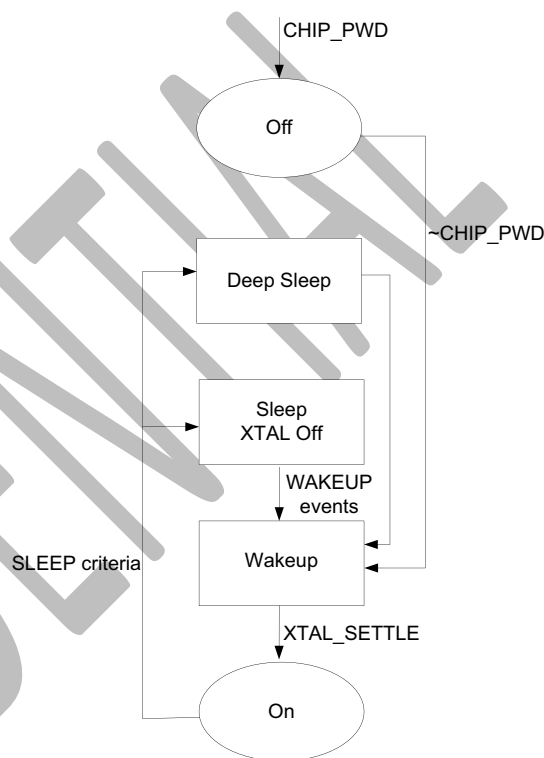 CHIP_PWD
Off
~CHIP_PWD
Deep Sleep
Sleep
XTAL Off
WAKEUP
events
SLEEP criteria
Wakeup
XTAL_SETTLE
On